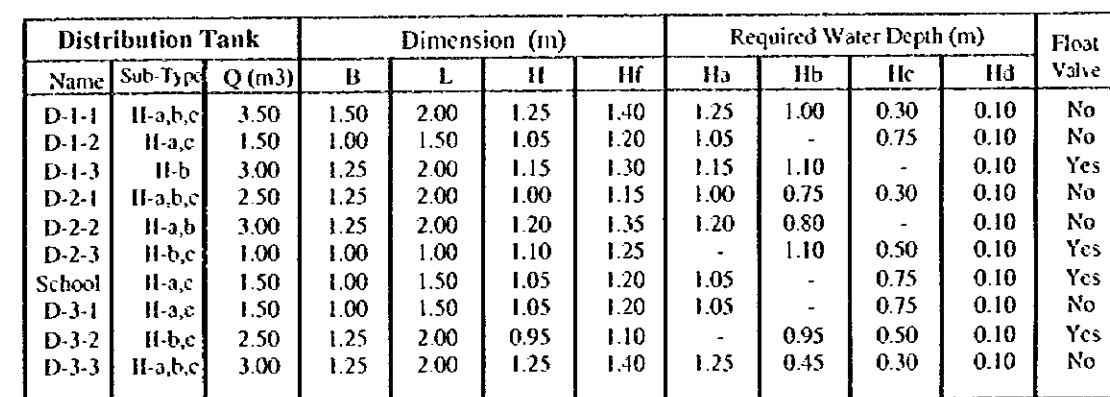 Distribution Tank Dimension (m) Required Water Depth (m) Float
Name Sub-Type Q (m3) B L H Hf Ha Hb Hc Hd Valve
D-1-1 II-a,b,c 3.50 1.50 2.00 1.25 1.40 1.25 1.00 0.30 0.10 No
D-1-2 II-a,c 1.50 1.00 1.50 1.05 1.20 1.05 - 0.75 0.10 No
D-1-3 II-b 3.00 1.25 2.00 1.15 1.30 1.15 1.10 - 0.10 Yes
D-2-1 II-a,b,c 2.50 1.25 2.00 1.00 1.15 1.00 0.75 0.30 0.10 No
D-2-2 II-a,b 3.00 1.25 2.00 1.20 1.35 1.20 0.80 - 0.10 No
D-2-3 II-b,c 1.00 1.00 1.00 1.10 1.25 - 1.10 0.50 0.10 Yes
School II-a,c 1.50 1.00 1.50 1.05 1.20 1.05 - 0.75 0.10 Yes
D-3-1 II-a,c 1.50 1.00 1.50 1.05 1.20 1.05 - 0.75 0.10 No
D-3-2 II-b,c 2.50 1.25 2.00 0.95 1.10 - 0.95 0.50 0.10 Yes
D-3-3 II-a,b,c 3.00 1.25 2.00 1.25 1.40 1.25 0.45 0.30 0.10 No